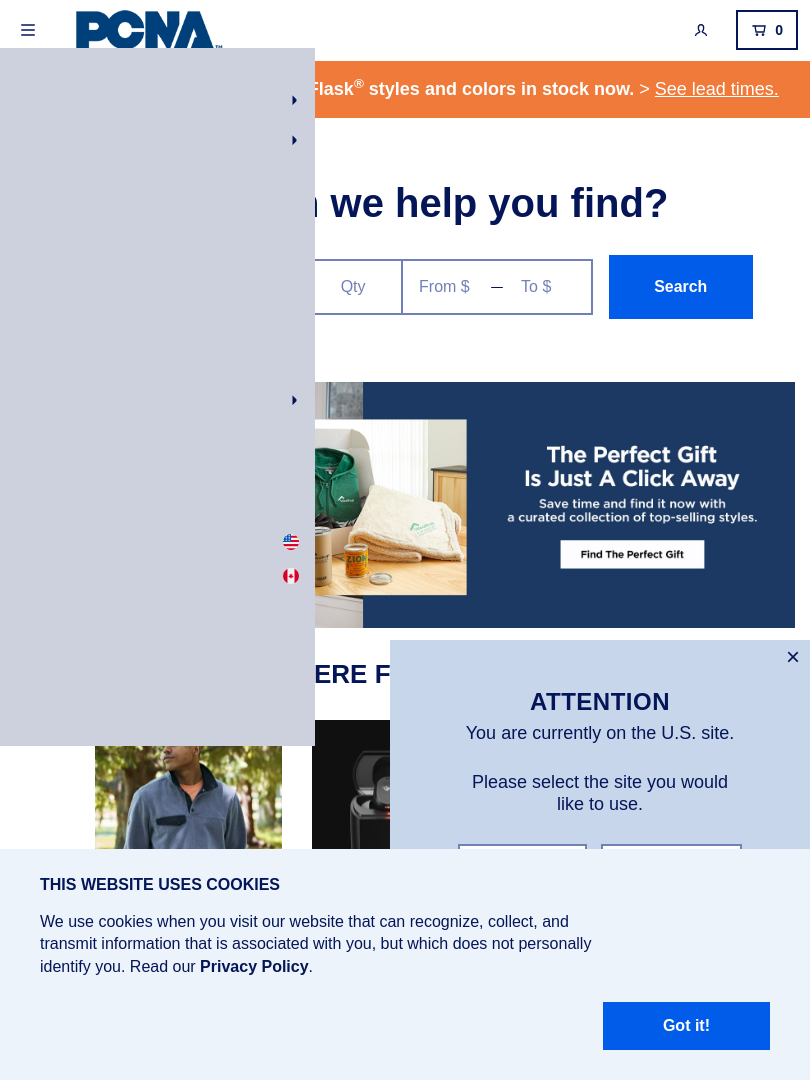 PCNA™
0
Flask® styles and colors in stock now. > See lead times.
we help you find?
Qty
From $ — To $
Search
The Perfect Gift
Is Just A Click Away
Save time and find it now with
a curated collection of top-selling styles.
Find The Perfect Gift
ERE F
ATTENTION
You are currently on the U.S. site.
Please select the site you would
like to use.
THIS WEBSITE USES COOKIES
We use cookies when you visit our website that can recognize, collect, and
transmit information that is associated with you, but which does not personally
identify you. Read our Privacy Policy.
Got it!